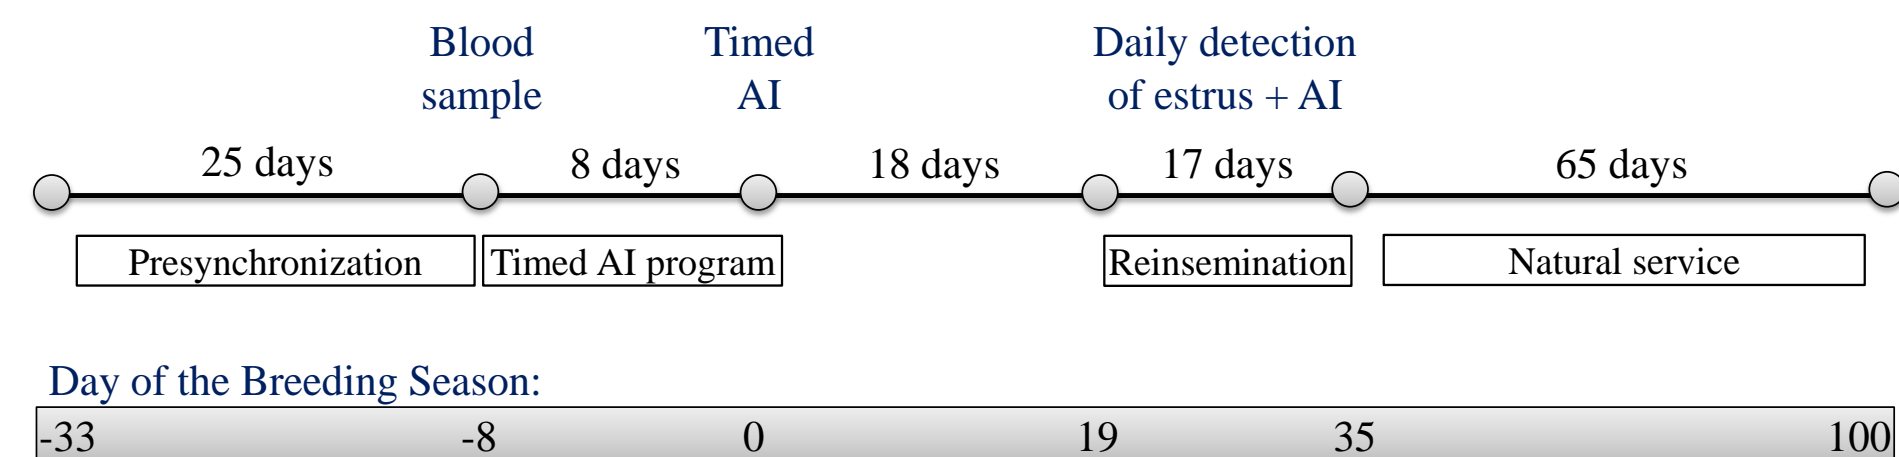 Blood
sample
Timed
AI
Daily detection
of estrus + AI
25 days
8 days
18 days
17 days
65 days
Presynchronization
Timed AI program
Reinsemination
Natural service
Day of the Breeding Season:
-33
-8
0
19
35
100